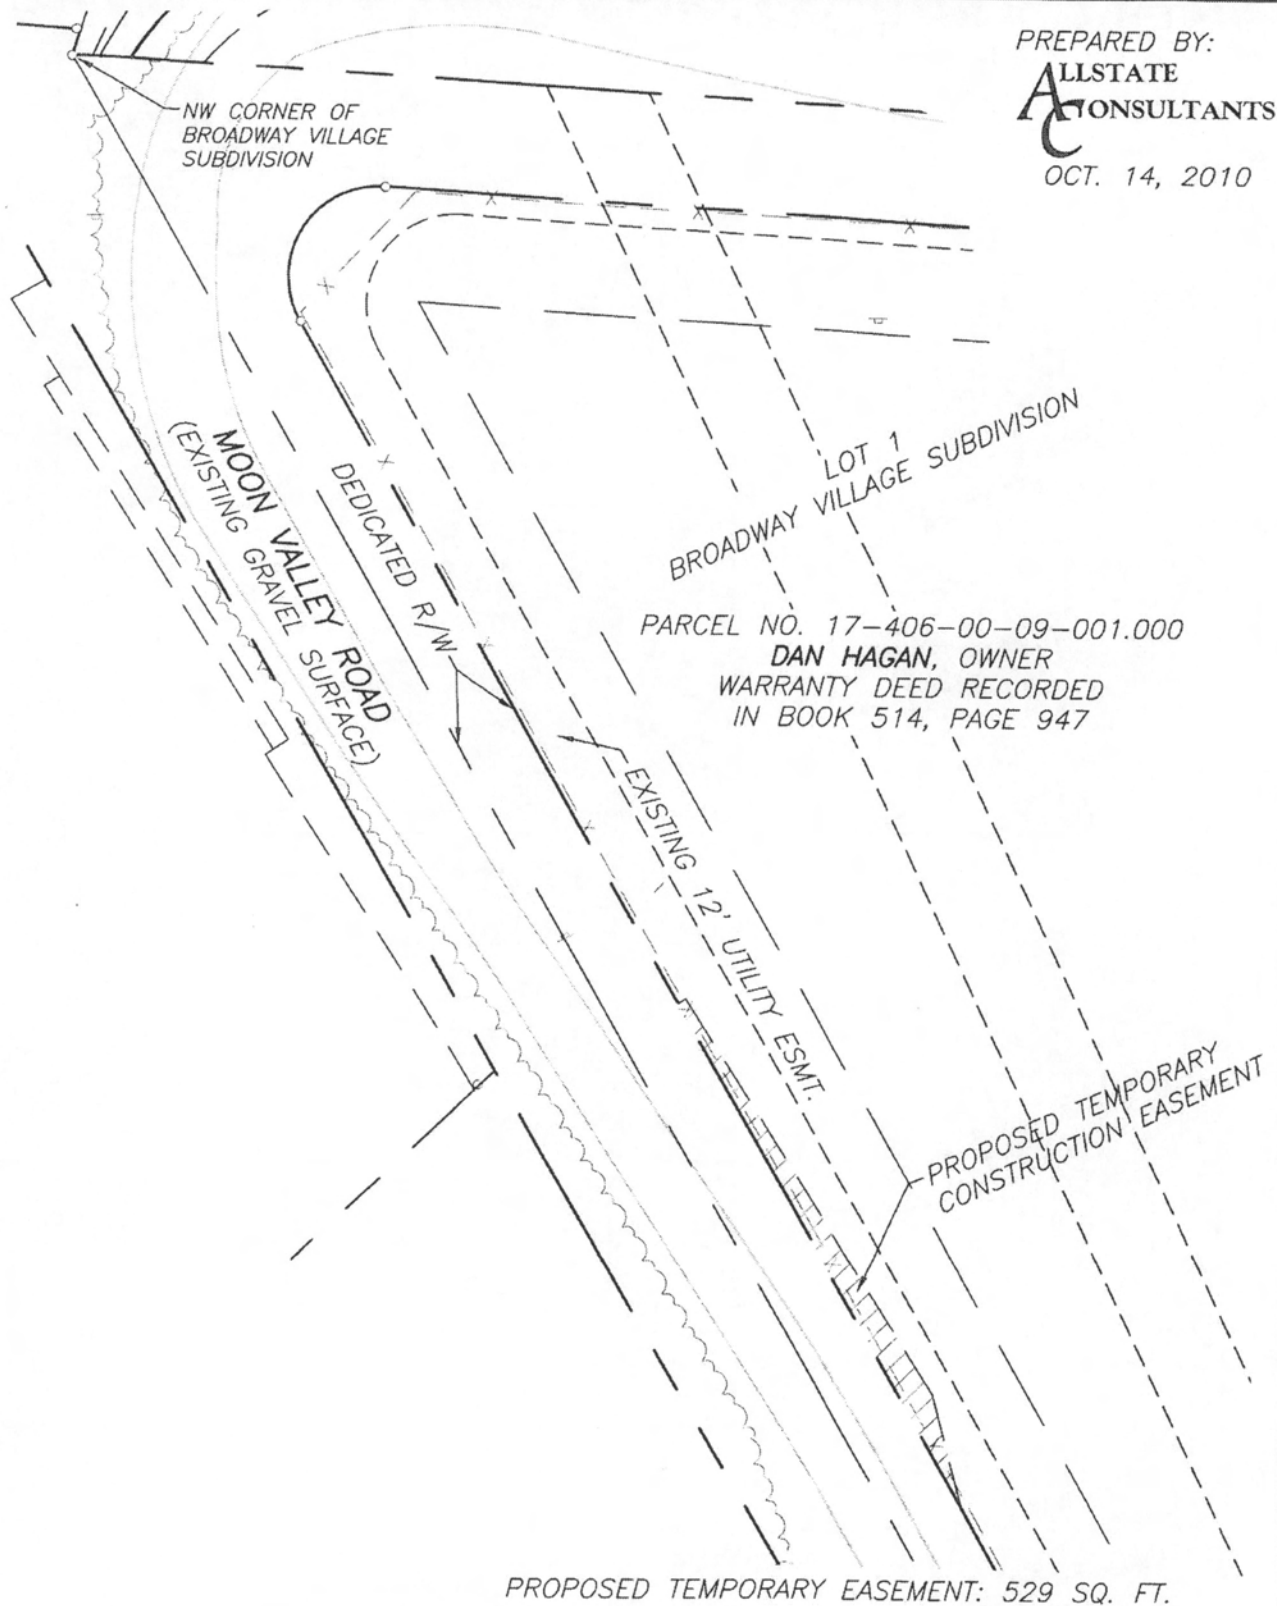 PREPARED BY:
ALLSTATE
CONSULTANTS
OCT. 14, 2010
NW CORNER OF
BROADWAY VILLAGE
SUBDIVISION
LOT 1
BROADWAY VILLAGE SUBDIVISION
MOON VALLEY ROAD
(EXISTING GRAVEL SURFACE)
DEDICATED R/W
PARCEL NO. 17-406-00-09-001.000
DAN HAGAN, OWNER
WARRANTY DEED RECORDED
IN BOOK 514, PAGE 947
EXISTING 12' UTILITY ESMT.
PROPOSED TEMPORARY
CONSTRUCTION EASEMENT
PROPOSED TEMPORARY EASEMENT: 529 SQ. FT.